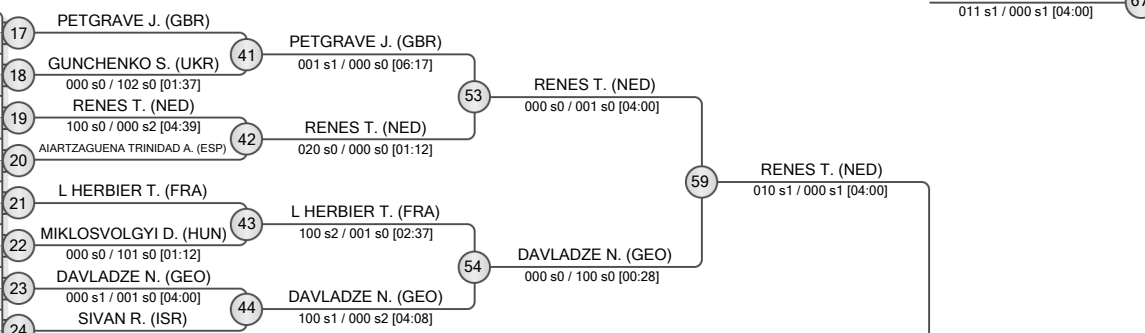 011 s1 / 000 s1 [04:00]
67
17
PETGRAVE J. (GBR)
41
PETGRAVE J. (GBR)
001 s1 / 000 s0 [06:17]
18
GUNCHENKO S. (UKR)
000 s0 / 102 s0 [01:37]
53
RENES T. (NED)
000 s0 / 001 s0 [04:00]
19
RENES T. (NED)
100 s0 / 000 s2 [04:39]
42
RENES T. (NED)
020 s0 / 000 s0 [01:12]
20
AIARTZAGUENA TRINIDAD A. (ESP)
59
RENES T. (NED)
010 s1 / 000 s1 [04:00]
21
L HERBIER T. (FRA)
43
L HERBIER T. (FRA)
100 s2 / 001 s0 [02:37]
22
MIKLOSVOLGYI D. (HUN)
000 s0 / 101 s0 [01:12]
54
DAVLADZE N. (GEO)
000 s0 / 100 s0 [00:28]
23
DAVLADZE N. (GEO)
000 s1 / 001 s0 [04:00]
44
DAVLADZE N. (GEO)
100 s1 / 000 s2 [04:08]
24
SIVAN R. (ISR)